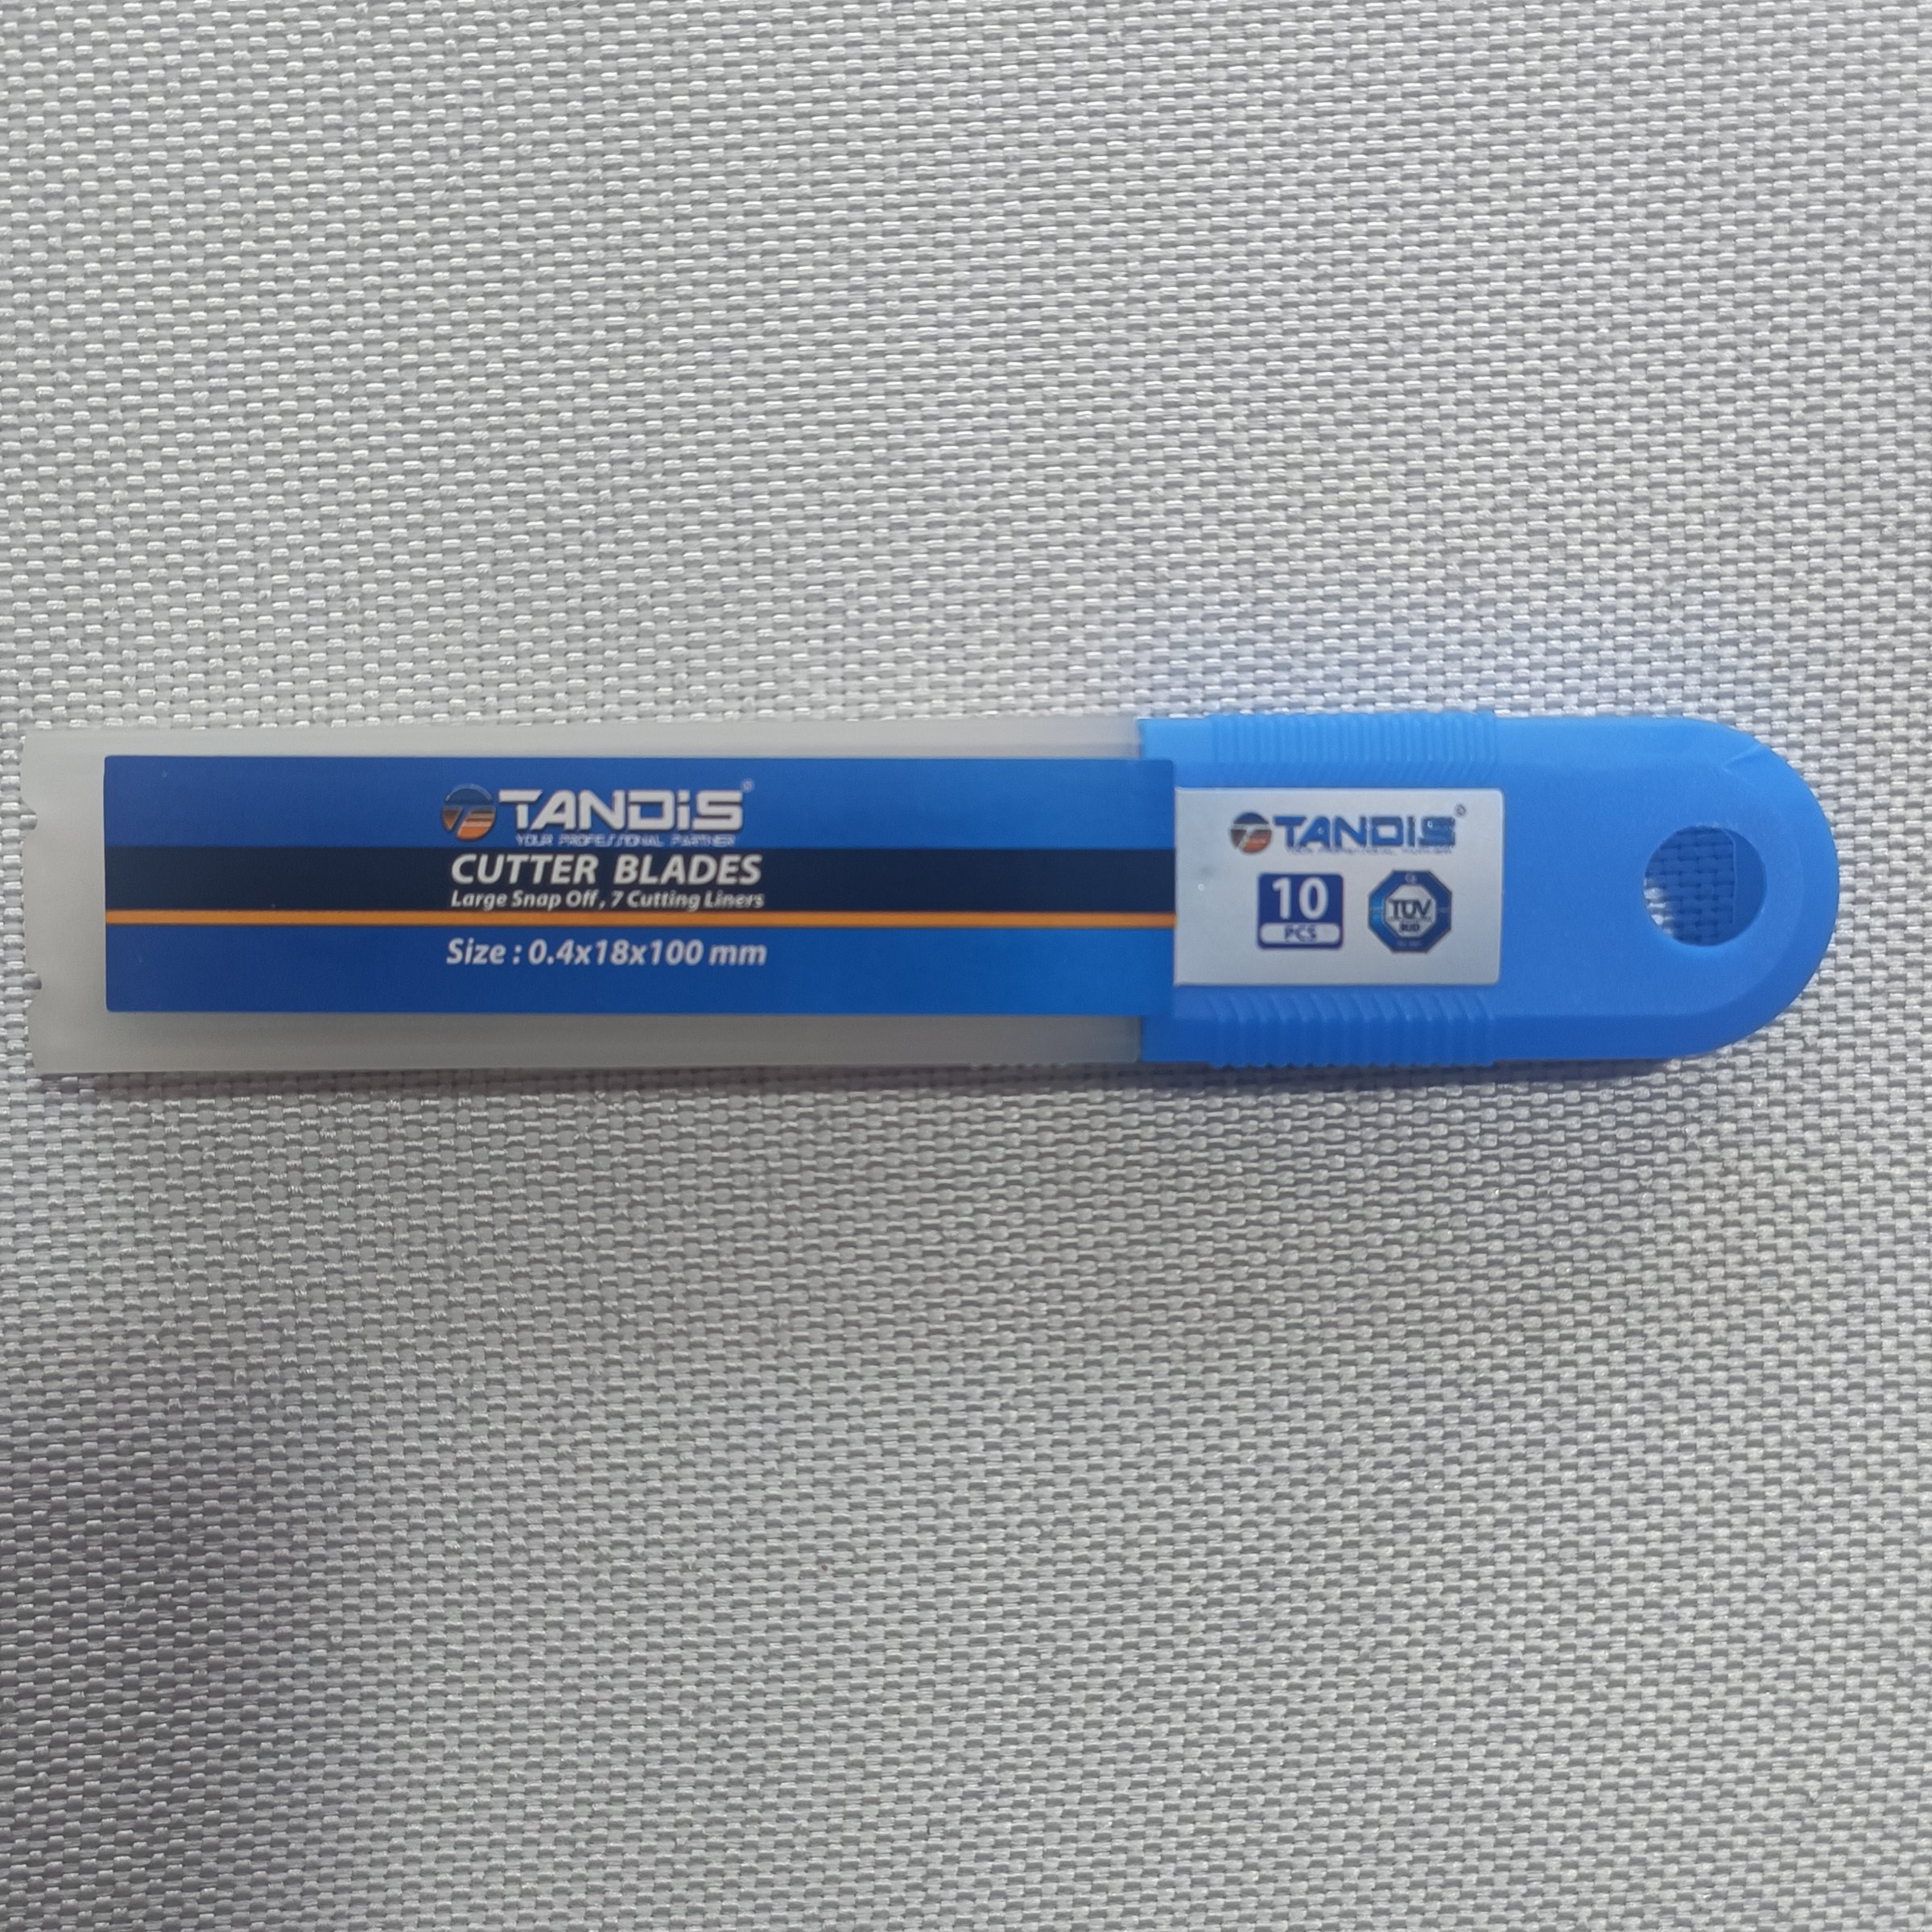 TANDIS
YOUR PROFESSIONAL PARTNER
CUTTER BLADES
Large Snap Off, 7 Cutting Liners
Size : 0.4x18x100 mm
TANDIS
10
PCS
TÜV
SÜD